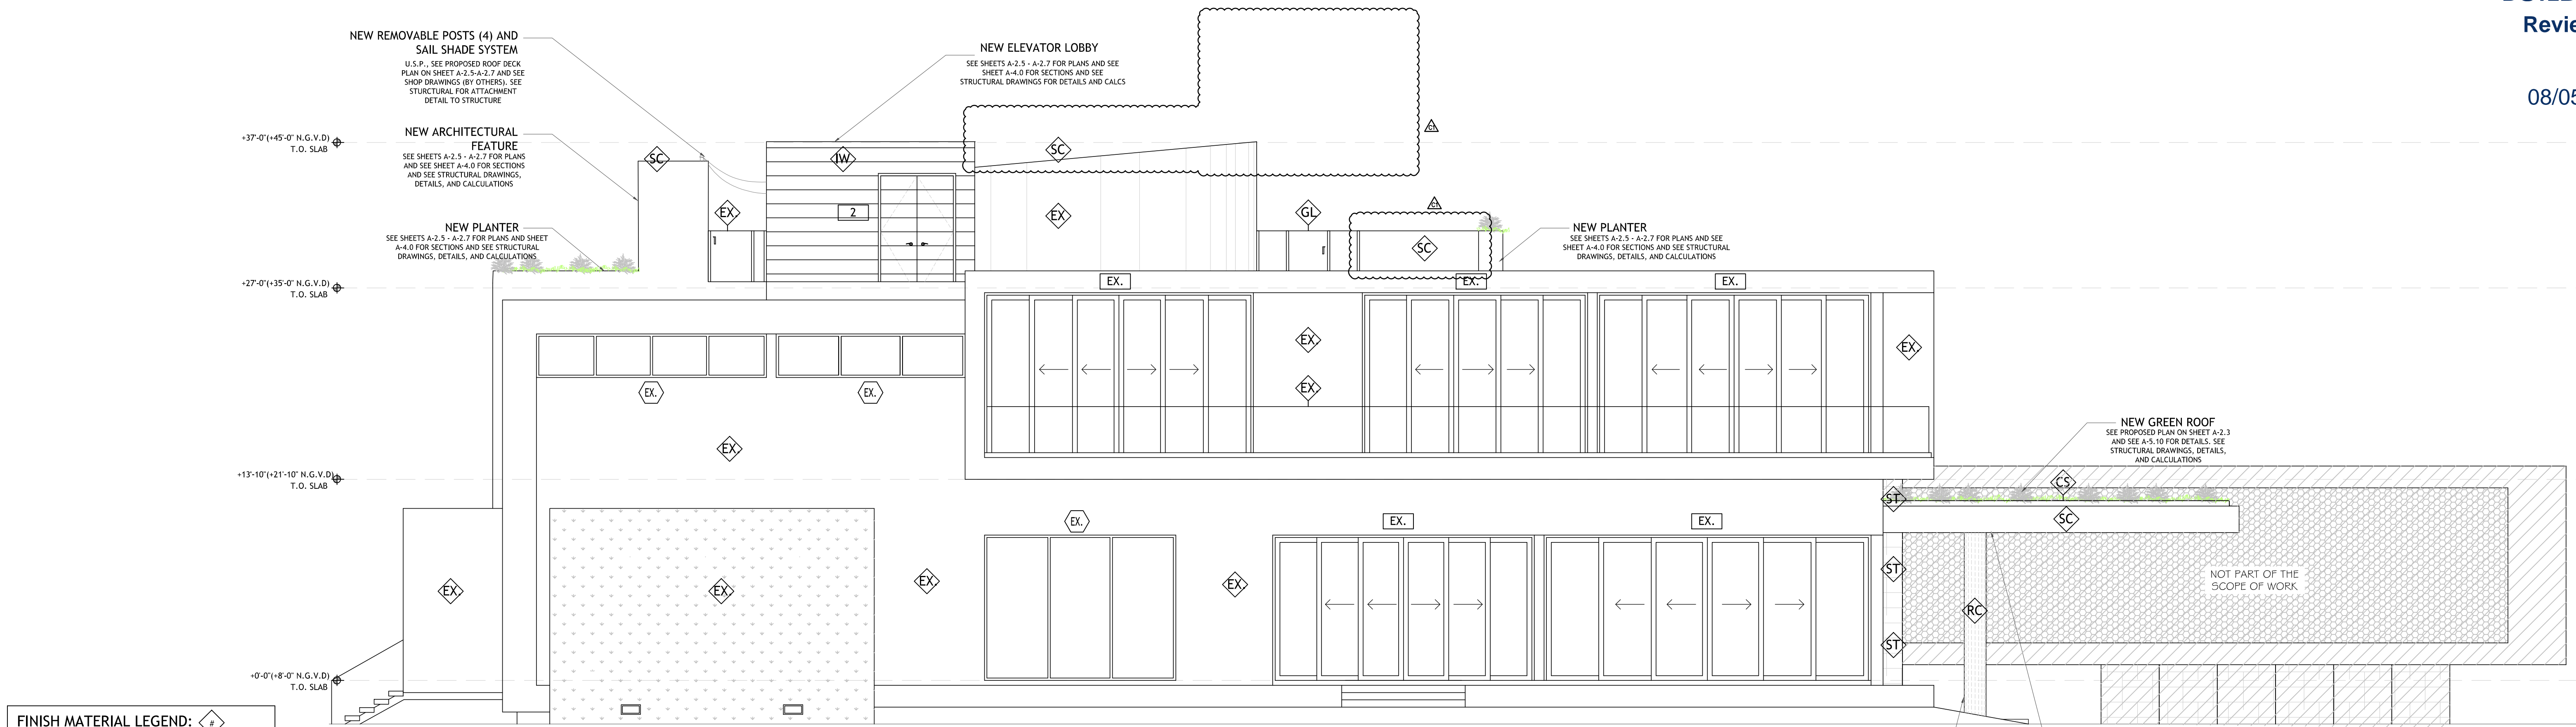 Revie
08/05
NEW REMOVABLE POSTS (4) AND
SAIL SHADE SYSTEM
U.S.P., SEE PROPOSED ROOF DECK
PLAN ON SHEET A-2.5-A-2.7 AND SEE
SHOP DRAWINGS (BY OTHERS). SEE
STURCTURAL FOR ATTACHMENT
DETAIL TO STRUCTURE
NEW ELEVATOR LOBBY
SEE SHEETS A-2.5 - A-2.7 FOR PLANS AND SEE
SHEET A-4.0 FOR SECTIONS AND SEE
STRUCTURAL DRAWINGS FOR DETAILS AND CALCS
C1
+37'-0"(+45'-0" N.G.V.D)
T.O. SLAB
NEW ARCHITECTURAL
FEATURE
SEE SHEETS A-2.5 - A-2.7 FOR PLANS
AND SEE SHEET A-4.0 FOR SECTIONS
AND SEE STRUCTURAL DRAWINGS,
DETAILS, AND CALCULATIONS
SC
IW
SC
EX.
2
EX
GL
C1
SC
NEW PLANTER
SEE SHEETS A-2.5 - A-2.7 FOR PLANS AND SHEET
A-4.0 FOR SECTIONS AND SEE STRUCTURAL
DRAWINGS, DETAILS, AND CALCULATIONS
NEW PLANTER
SEE SHEETS A-2.5 - A-2.7 FOR PLANS AND SEE
SHEET A-4.0 FOR SECTIONS AND SEE STRUCTURAL
DRAWINGS, DETAILS, AND CALCULATIONS
+27'-0"(+35'-0" N.G.V.D)
T.O. SLAB
EX.
EX.
EX.
EX.
EX.
EX.
EX.
EX.
EX.
NEW GREEN ROOF
SEE PROPOSED PLAN ON SHEET A-2.3
AND SEE A-5.10 FOR DETAILS. SEE
STRUCTURAL DRAWINGS, DETAILS,
AND CALCULATIONS
+13'-10"(+21'-10" N.G.V.D)
T.O. SLAB
CS
ST
SC
EX.
EX.
EX.
EX.
EX.
EX.
EX.
ST
NOT PART OF THE
SCOPE OF WORK
RC
ST
+0'-0"(+8'-0" N.G.V.D)
T.O. SLAB
FINISH MATERIAL LEGEND: #